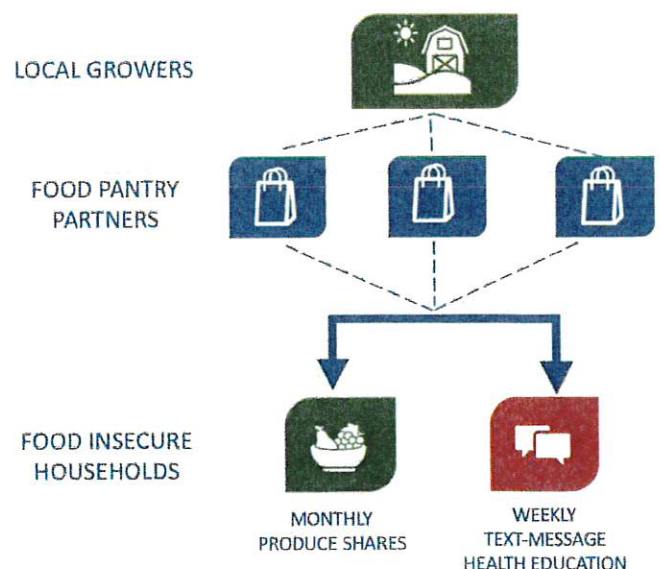 LOCAL GROWERS
FOOD PANTRY
PARTNERS
FOOD INSECURE
HOUSEHOLDS
MONTHLY
PRODUCE SHARES
WEEKLY
TEXT-MESSAGE
HEALTH EDUCATION